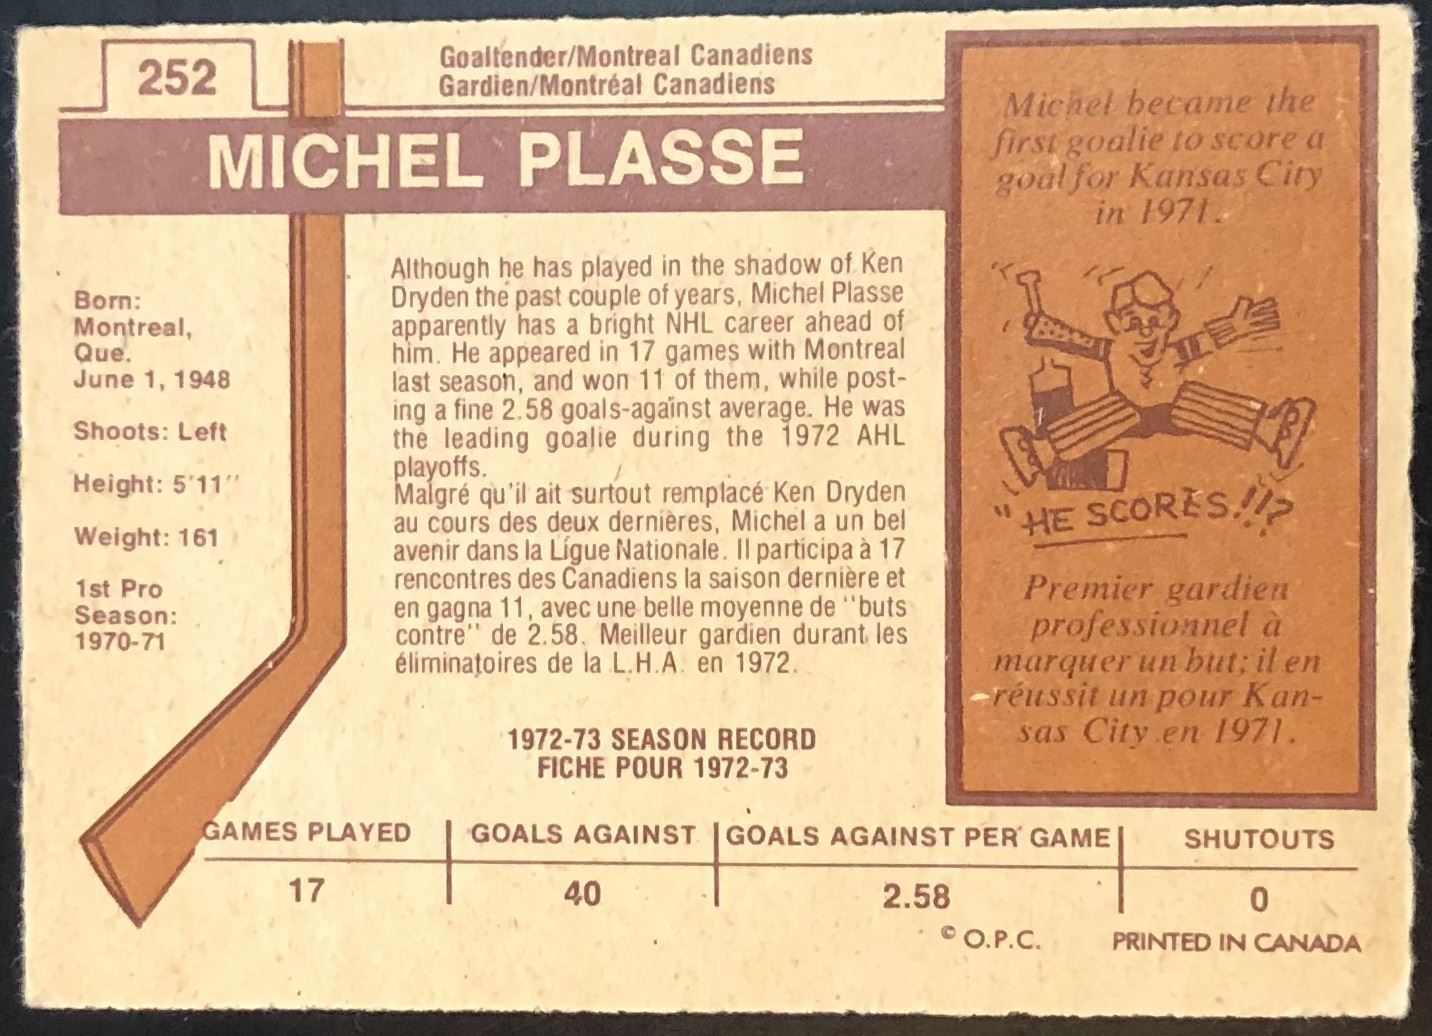 252
Goaltender/Montreal Canadiens
Gardien/Montréal Canadiens
MICHEL PLASSE
Born:
Montreal,
Que.
June 1, 1948
Shoots: Left
Height: 5'11''
Weight: 161
1st Pro
Season:
1970-71
Although he has played in the shadow of Ken
Dryden the past couple of years, Michel Plasse
apparently has a bright NHL career ahead of
him. He appeared in 17 games with Montreal
last season, and won 11 of them, while post-
ing a fine 2.58 goals-against average. He was
the leading goalie during the 1972 AHL
playoffs.
Malgré qu'il ait surtout remplacé Ken Dryden
au cours des deux dernières, Michel a un bel
avenir dans la Ligue Nationale. Il participa à 17
rencontres des Canadiens la saison dernière et
en gagna 11, avec une belle moyenne de ''buts
contre'' de 2.58. Meilleur gardien durant les
éliminatoires de la L.H.A. en 1972.
Michel became the
first goalie to score a
goal for Kansas City
in 1971.
"HE SCORES!!?
Premier gardien
professionnel à
marquer un but; il en
réussit un pour Kan-
sas City en 1971.
1972-73 SEASON RECORD
FICHE POUR 1972-73
GAMES PLAYED GOALS AGAINST GOALS AGAINST PER GAME SHUTOUTS
17 40 2.58 0
© O.P.C. PRINTED IN CANADA